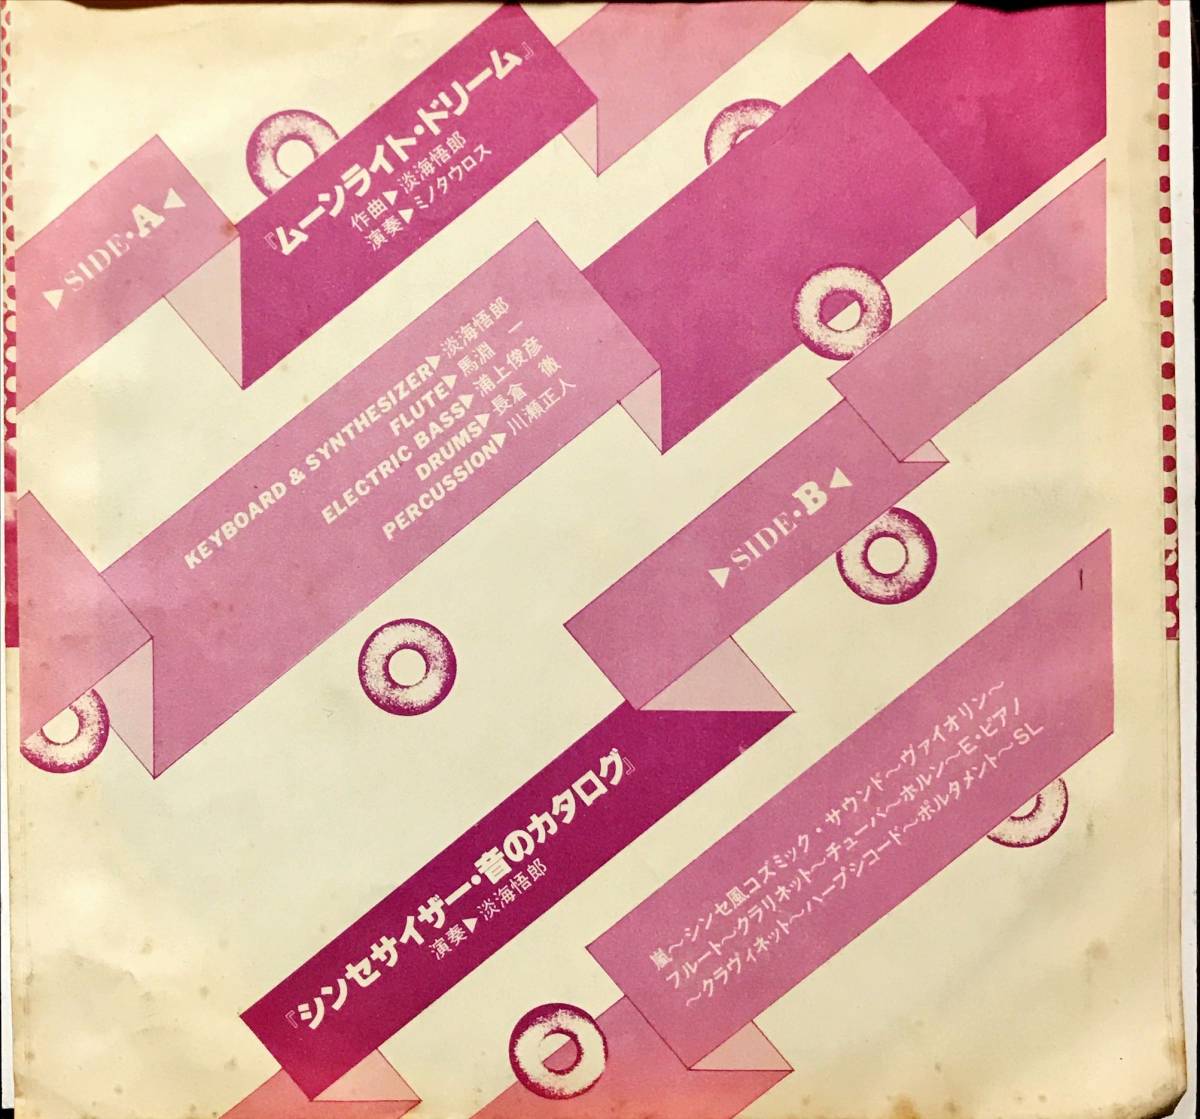 ▶SIDE・A◀
『ムーンライト・ドリーム』
作曲▶淡海悟郎
演奏▶ミノタウロス
KEYBOARD & SYNTHESIZER▶淡海悟郎
FLUTE▶馬淵 一
ELECTRIC BASS▶浦上俊彦
DRUMS▶長倉 徹
PERCUSSION▶川瀬正人
▶SIDE・B◀
『シンセサイザー・音のカタログ』
演奏▶淡海悟郎
嵐〜シンセ風コズミック・サウンド〜ヴァイオリン〜
フルート〜クラリネット〜チューバ〜ホルン〜E・ピアノ
〜クラヴィネット〜ハープシコード〜ポルタメント〜SL